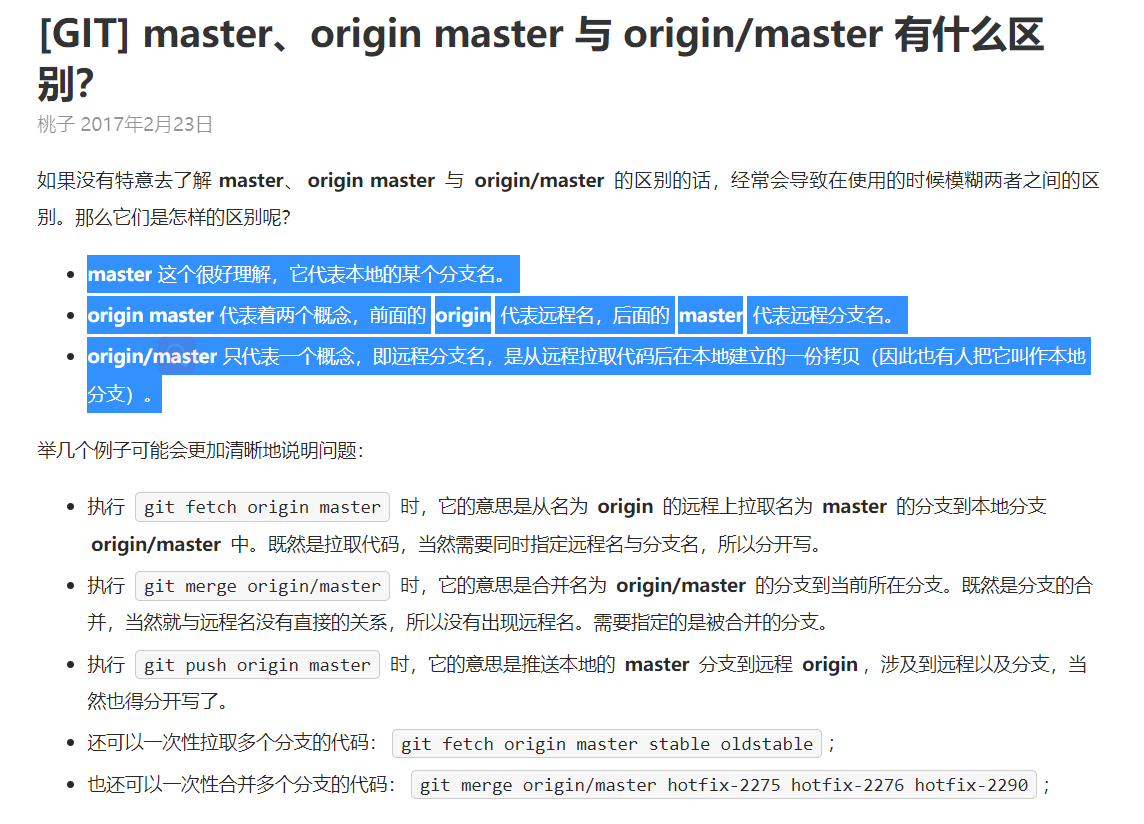 [GIT] master、origin master 与 origin/master 有什么区
别?
桃子 2017年2月23日
如果没有特意去了解 master、origin master 与 origin/master 的区别的话，经常会导致在使用的时候模糊两者之间的区
别。那么它们是怎样的区别呢?
• master 这个很好理解，它代表本地的某个分支名。
• origin master 代表着两个概念，前面的 origin 代表远程名，后面的 master 代表远程分支名。
• origin/master 只代表一个概念，即远程分支名，是从远程拉取代码后在本地建立的一份拷贝（因此也有人把它叫作本地
分支）。
举几个例子可能会更加清晰地说明问题：
• 执行 git fetch origin master 时，它的意思是从名为 origin 的远程上拉取名为 master 的分支到本地分支
origin/master 中。既然是拉取代码，当然需要同时指定远程名与分支名，所以分开写。
• 执行 git merge origin/master 时，它的意思是合并名为 origin/master 的分支到当前所在分支。既然是分支的合
并，当然就与远程名没有直接的关系，所以没有出现远程名。需要指定的是被合并的分支。
• 执行 git push origin master 时，它的意思是推送本地的 master 分支到远程 origin，涉及到远程以及分支，当
然也得分开写了。
• 还可以一次性拉取多个分支的代码： git fetch origin master stable oldstable ；
• 也还可以一次性合并多个分支的代码： git merge origin/master hotfix-2275 hotfix-2276 hotfix-2290 ；